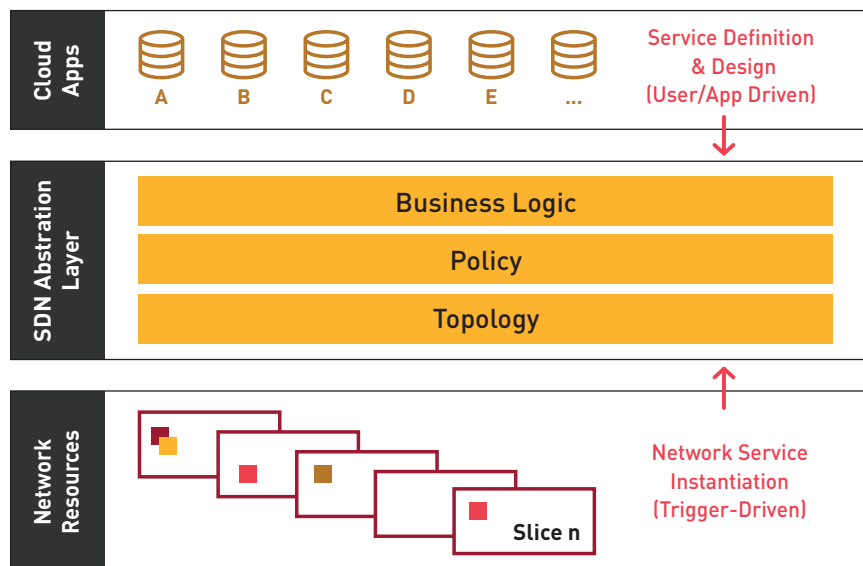 Cloud
Apps
A
B
C
D
E
...
Service Definition
& Design
(User/App Driven)
SDN Abstration
Layer
Business Logic
Policy
Topology
Network
Resources
Slice n
Network Service
Instantiation
(Trigger-Driven)